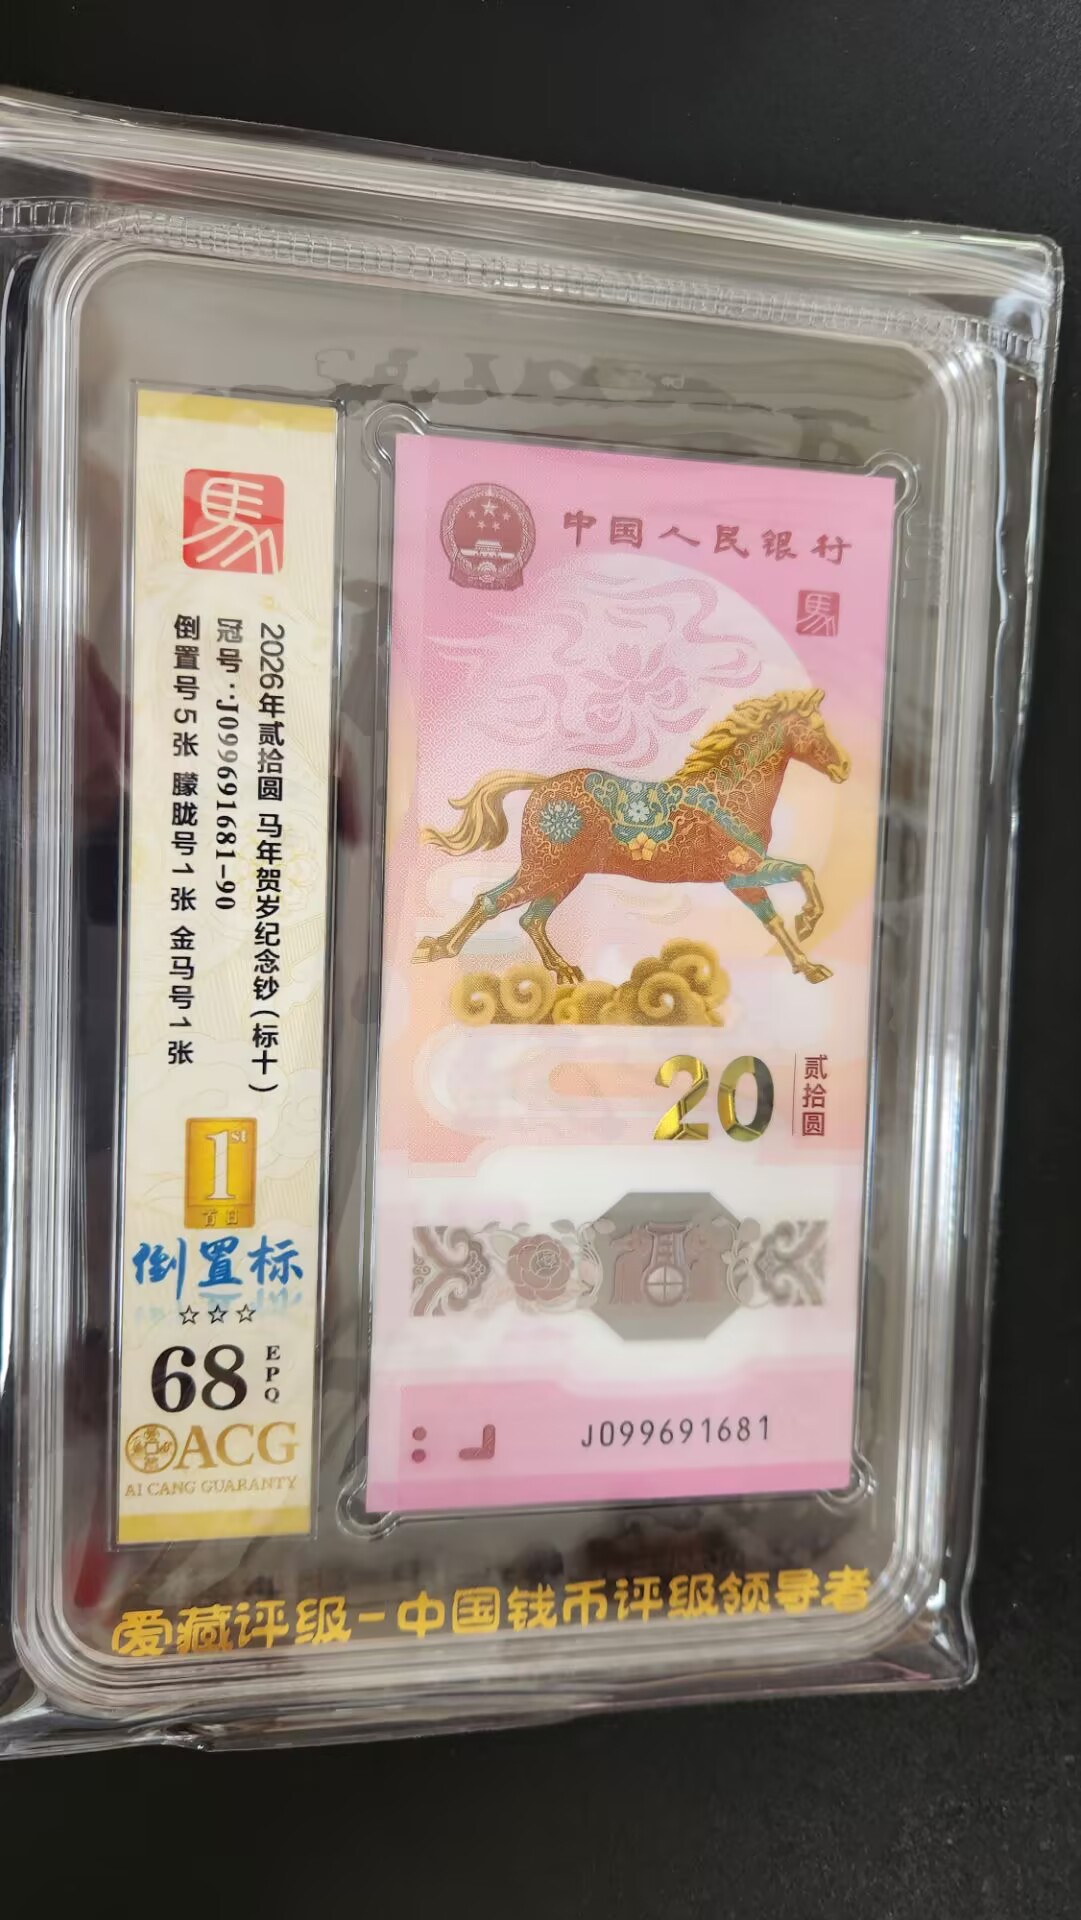 馬
2026年贰拾圆 马年贺岁纪念钞（标十）
冠号：J099691681-90
倒置号5张 朦胧号1张 金马号1张
1st
首日
倒置标
☆☆☆
68
EPQ
ACG
AI CANG GUARANTY
中国人民银行
馬
20
贰拾圆
J099691681
爱藏评级-中国钱币评级领导者